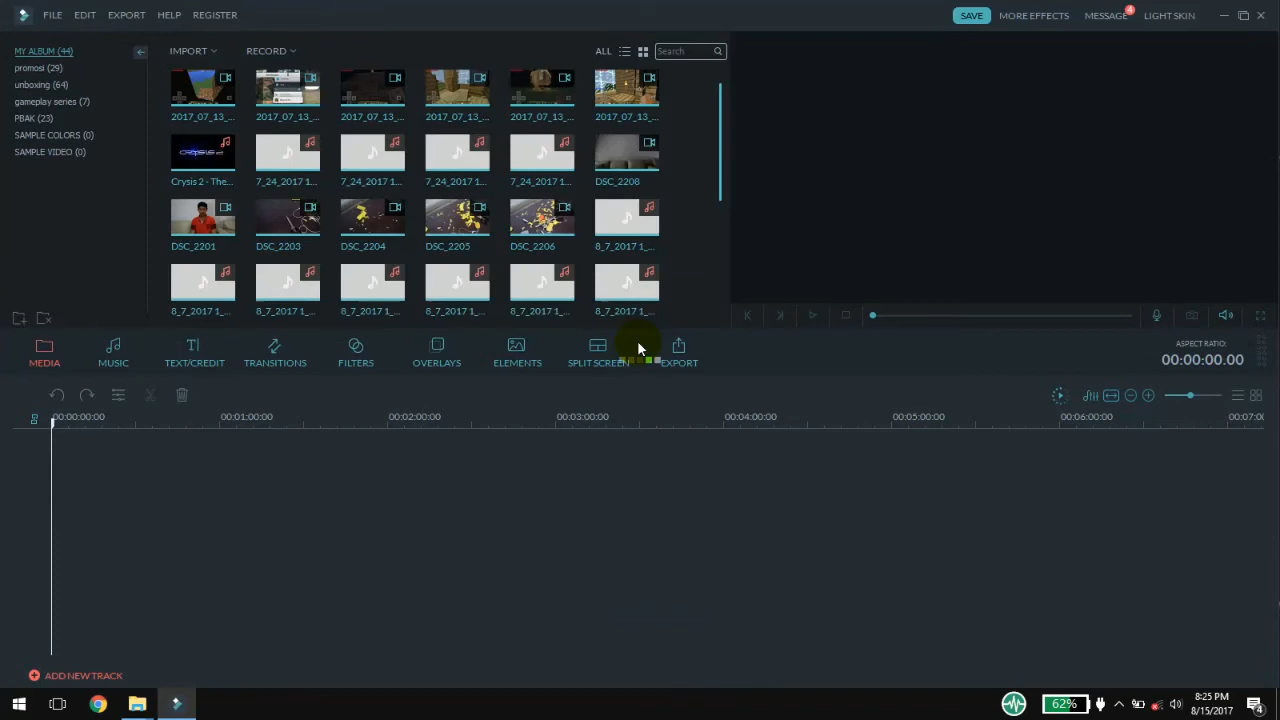 FILE EDIT EXPORT HELP REGISTER SAVE MORE EFFECTS MESSAGE 4 LIGHT SKIN
MY ALBUM (44)
promosi (29)
unboxing (64)
gameplay series (7)
PBAK (23)
SAMPLE COLORS (0)
SAMPLE VIDEO (0)
IMPORT RECORD ALL Search
2017_07_13_... 2017_07_13_... 2017_07_13_... 2017_07_13_... 2017_07_13_... 2017_07_13_...
Crysis 2 - The... 7_24_2017 1... 7_24_2017 1... 7_24_2017 1... 7_24_2017 1... DSC_2208
DSC_2201 DSC_2203 DSC_2204 DSC_2205 DSC_2206 8_7_2017 1_...
8_7_2017 1_... 8_7_2017 1_... 8_7_2017 1_... 8_7_2017 1_... 8_7_2017 1_... 8_7_2017 1_...
MEDIA MUSIC TEXT/CREDIT TRANSITIONS FILTERS OVERLAYS ELEMENTS SPLIT SCREEN EXPORT
ASPECT RATIO:
00:00:00.00
00:00:00:00 00:01:00:00 00:02:00:00 00:03:00:00 00:04:00:00 00:05:00:00 00:06:00:00 00:07:0
ADD NEW TRACK
62% 8:25 PM
8/15/2017 4